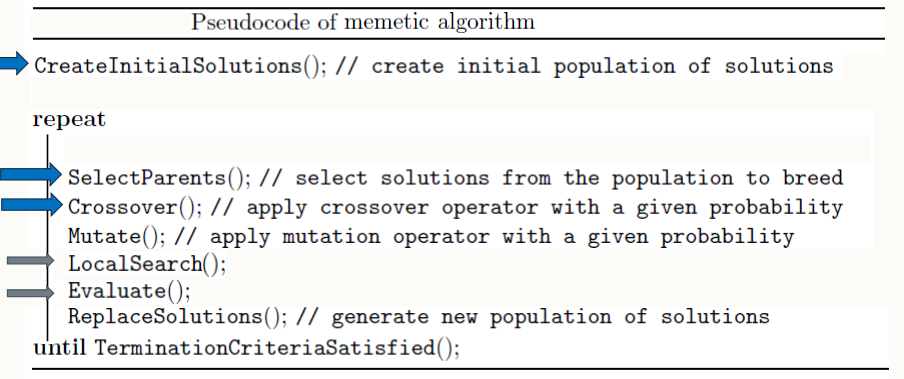 Pseudocode of memetic algorithm
CreateInitialSolutions(); // create initial population of solutions
repeat
SelectParents(); // select solutions from the population to breed
Crossover(); // apply crossover operator with a given probability
Mutate(); // apply mutation operator with a given probability
LocalSearch();
Evaluate();
ReplaceSolutions(); // generate new population of solutions
until TerminationCriteriaSatisfied();